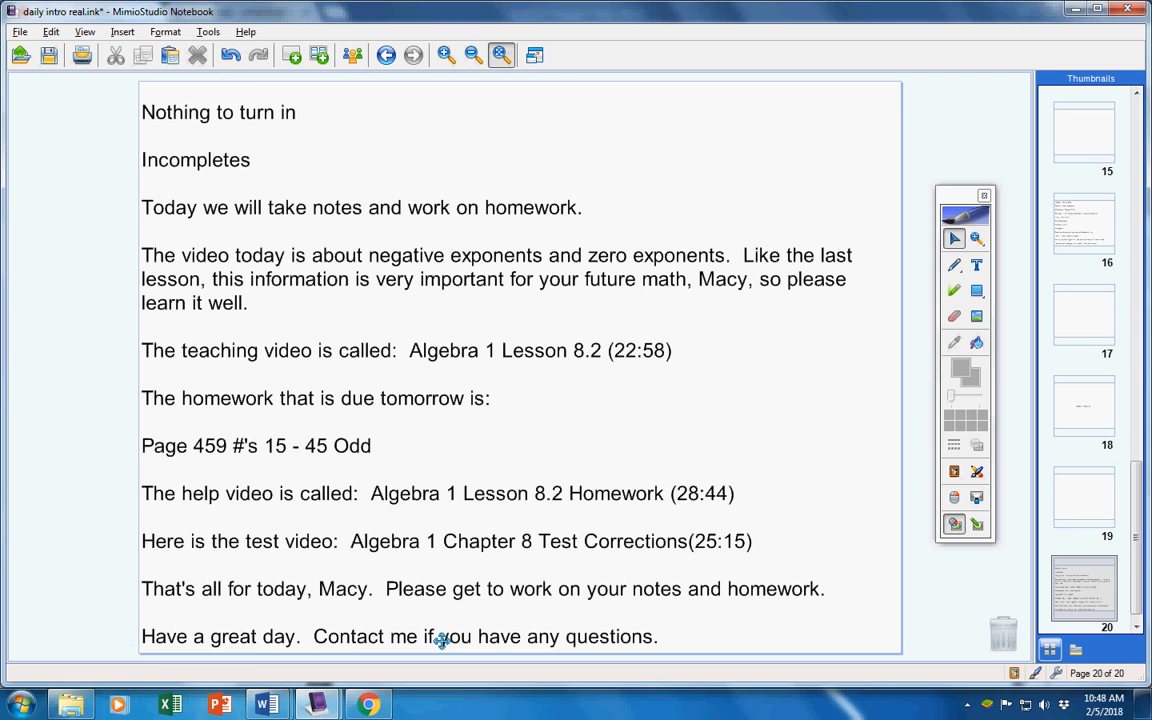 daily intro real.ink* - MimioStudio Notebook
File Edit View Insert Format Tools Help
Thumbnails
Nothing to turn in
Incompletes
Today we will take notes and work on homework.
The video today is about negative exponents and zero exponents.  Like the last
lesson, this information is very important for your future math, Macy, so please
learn it well.
The teaching video is called:  Algebra 1 Lesson 8.2 (22:58)
The homework that is due tomorrow is:
Page 459 #'s 15 - 45 Odd
The help video is called:  Algebra 1 Lesson 8.2 Homework (28:44)
Here is the test video:  Algebra 1 Chapter 8 Test Corrections(25:15)
That's all for today, Macy.  Please get to work on your notes and homework.
Have a great day.  Contact me if you have any questions.
15
16
17
18
19
20
Page 20 of 20
10:48 AM
2/5/2018